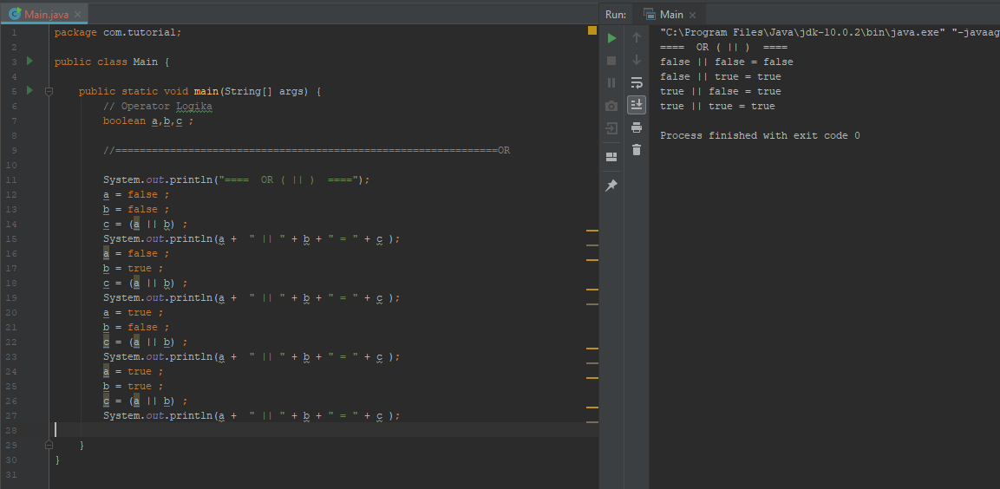 Main.java
1 package com.tutorial;
2
3 public class Main {
4
5 public static void main(String[] args) {
6 // Operator Logika
7 boolean a,b,c ;
8
9 //===============================================================OR
10
11 System.out.println("====  OR ( || )  ====");
12 a = false ;
13 b = false ;
14 c = (a || b) ;
15 System.out.println(a +  " || " + b + " = " + c );
16 a = false ;
17 b = true ;
18 c = (a || b) ;
19 System.out.println(a +  " || " + b + " = " + c );
20 a = true ;
21 b = false ;
22 c = (a || b) ;
23 System.out.println(a +  " || " + b + " = " + c );
24 a = true ;
25 b = true ;
26 c = (a || b) ;
27 System.out.println(a +  " || " + b + " = " + c );
28
29 }
30 }
31
Run: Main
"C:\Program Files\Java\jdk-10.0.2\bin\java.exe" "-javaag
====  OR ( || )  ====
false || false = false
false || true = true
true || false = true
true || true = true
Process finished with exit code 0